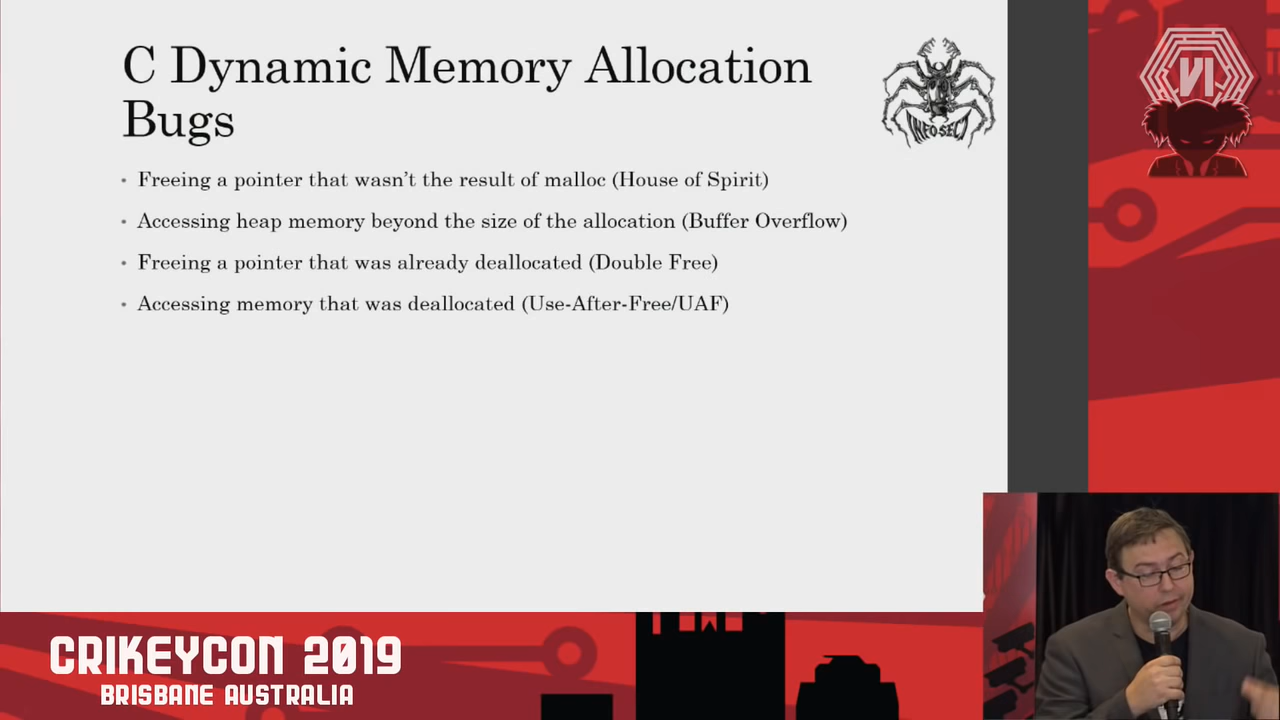 C Dynamic Memory Allocation
Bugs
INFOSECT
• Freeing a pointer that wasn’t the result of malloc (House of Spirit)
• Accessing heap memory beyond the size of the allocation (Buffer Overflow)
• Freeing a pointer that was already deallocated (Double Free)
• Accessing memory that was deallocated (Use-After-Free/UAF)
VI
CRIKEYCON 2019
BRISBANE AUSTRALIA